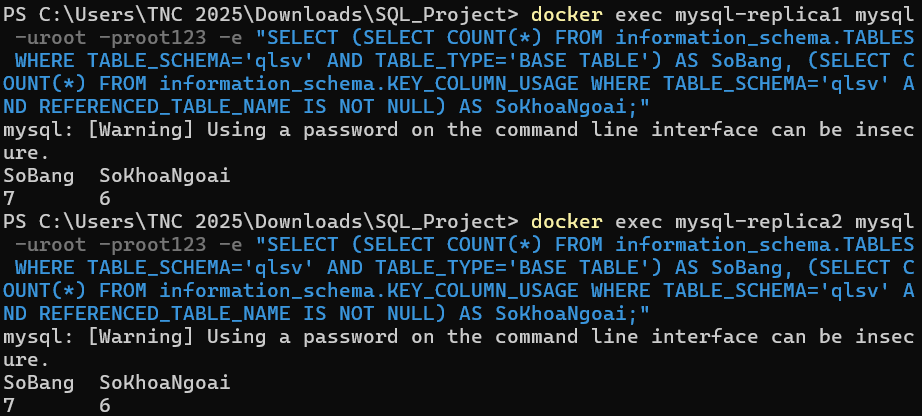 PS C:\Users\TNC 2025\Downloads\SQL_Project> docker exec mysql-replica1 mysql
 -uroot -proot123 -e "SELECT (SELECT COUNT(*) FROM information_schema.TABLES
 WHERE TABLE_SCHEMA='qlsv' AND TABLE_TYPE='BASE TABLE') AS SoBang, (SELECT C
OUNT(*) FROM information_schema.KEY_COLUMN_USAGE WHERE TABLE_SCHEMA='qlsv' A
ND REFERENCED_TABLE_NAME IS NOT NULL) AS SoKhoaNgoai;"
mysql: [Warning] Using a password on the command line interface can be insec
ure.
SoBang  SoKhoaNgoai
7       6
PS C:\Users\TNC 2025\Downloads\SQL_Project> docker exec mysql-replica2 mysql
 -uroot -proot123 -e "SELECT (SELECT COUNT(*) FROM information_schema.TABLES
 WHERE TABLE_SCHEMA='qlsv' AND TABLE_TYPE='BASE TABLE') AS SoBang, (SELECT C
OUNT(*) FROM information_schema.KEY_COLUMN_USAGE WHERE TABLE_SCHEMA='qlsv' A
ND REFERENCED_TABLE_NAME IS NOT NULL) AS SoKhoaNgoai;"
mysql: [Warning] Using a password on the command line interface can be insec
ure.
SoBang  SoKhoaNgoai
7       6